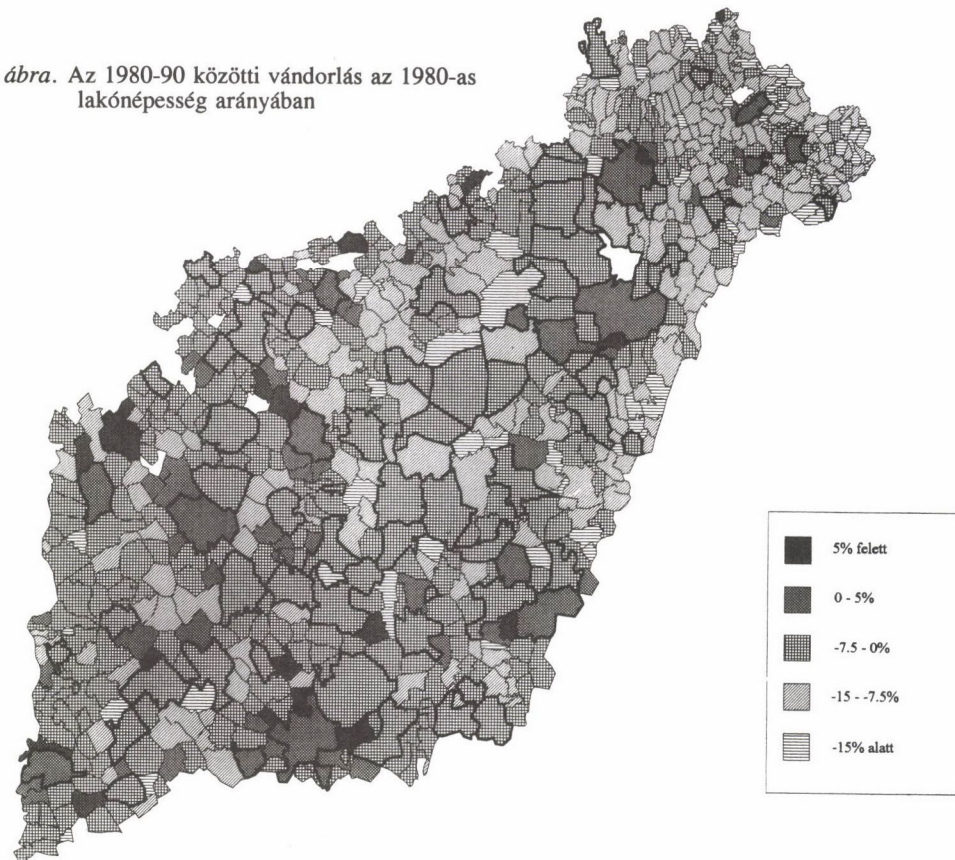 ábra. Az 1980-90 közötti vándorlás az 1980-as
lakónépesség arányában
5% felett
0 - 5%
-7.5 - 0%
-15 - -7.5%
-15% alatt